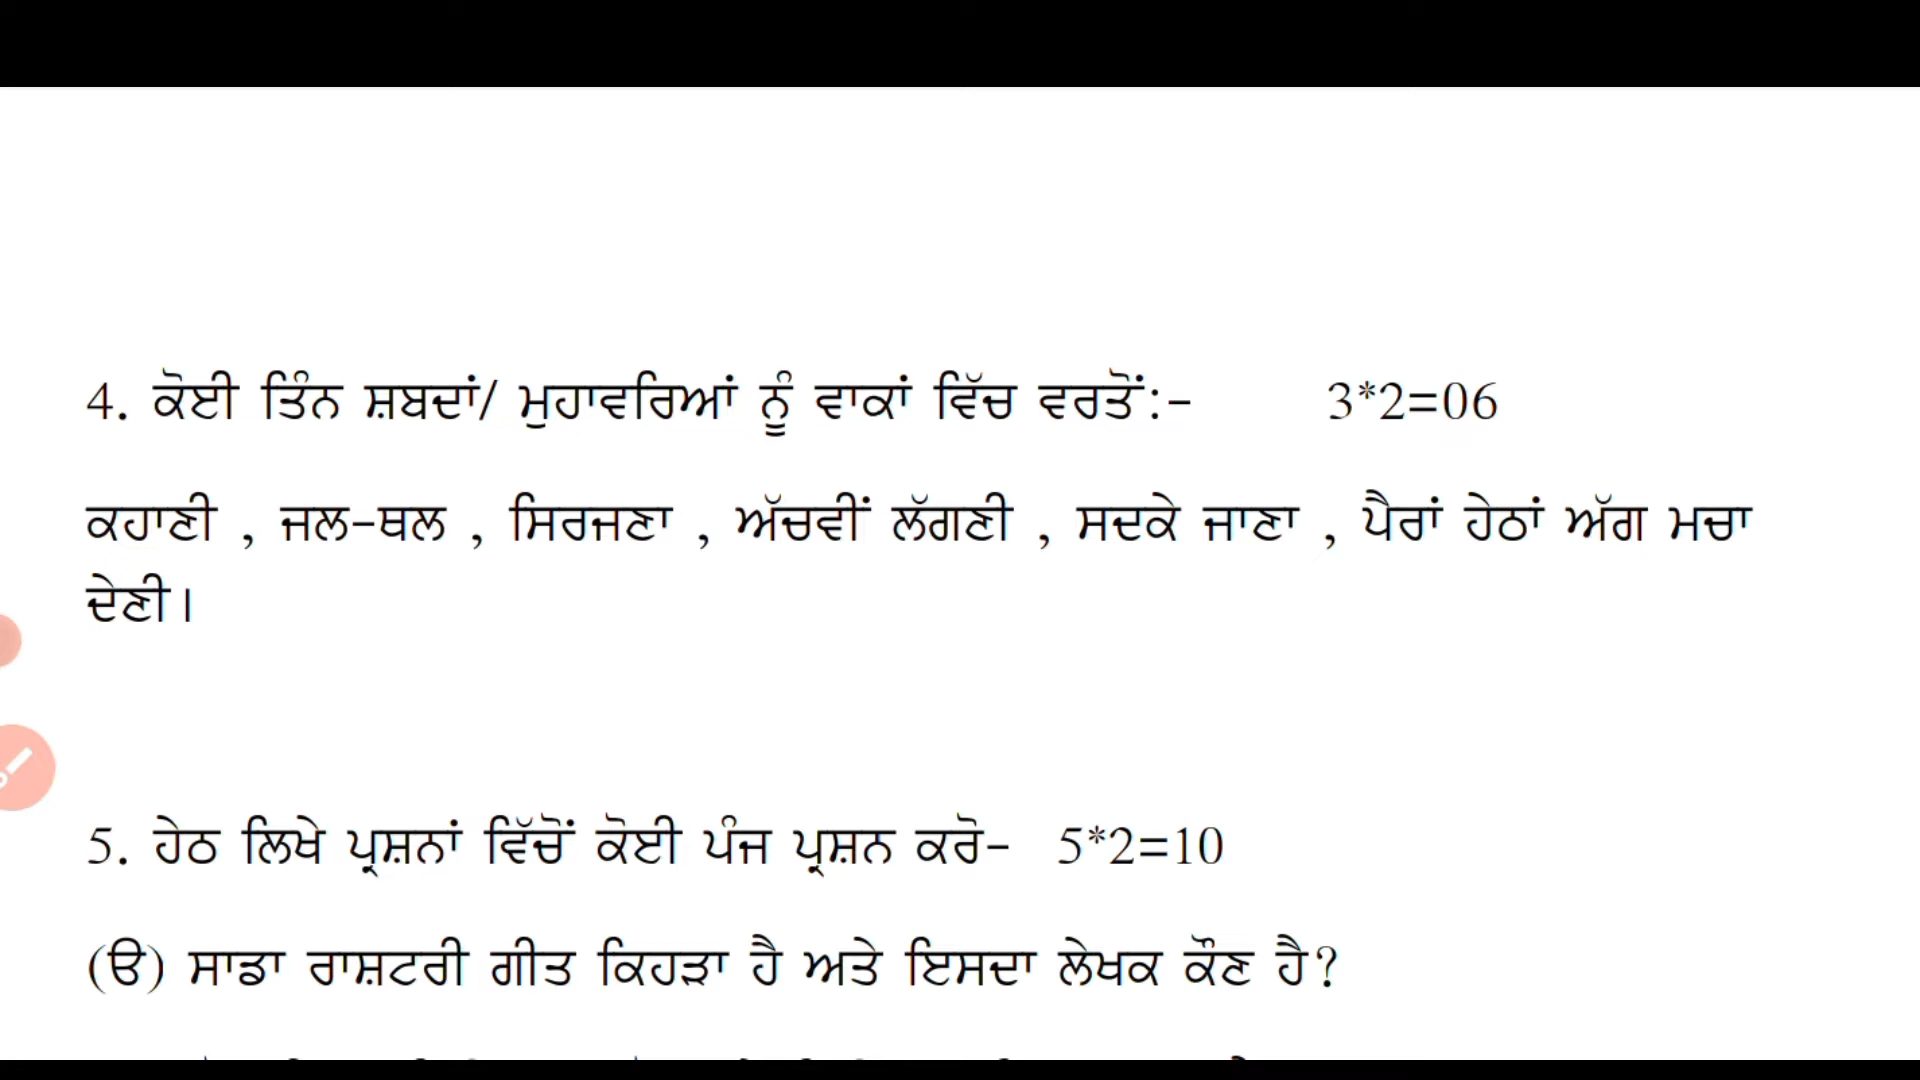 4. ਕੋਈ ਤਿੰਨ ਸ਼ਬਦਾਂ/ ਮੁਹਾਵਰਿਆਂ ਨੂੰ ਵਾਕਾਂ ਵਿੱਚ ਵਰਤੋਂ:- 3*2=06
ਕਹਾਣੀ , ਜਲ-ਥਲ , ਸਿਰਜਣਾ , ਅੱਚਵੀਂ ਲੱਗਣੀ , ਸਦਕੇ ਜਾਣਾ , ਪੈਰਾਂ ਹੇਠਾਂ ਅੱਗ ਮਚਾ
ਦੇਣੀ।
5. ਹੇਠ ਲਿਖੇ ਪ੍ਰਸ਼ਨਾਂ ਵਿੱਚੋਂ ਕੋਈ ਪੰਜ ਪ੍ਰਸ਼ਨ ਕਰੋ- 5*2=10
(ੳ) ਸਾਡਾ ਰਾਸ਼ਟਰੀ ਗੀਤ ਕਿਹੜਾ ਹੈ ਅਤੇ ਇਸਦਾ ਲੇਖਕ ਕੌਣ ਹੈ?